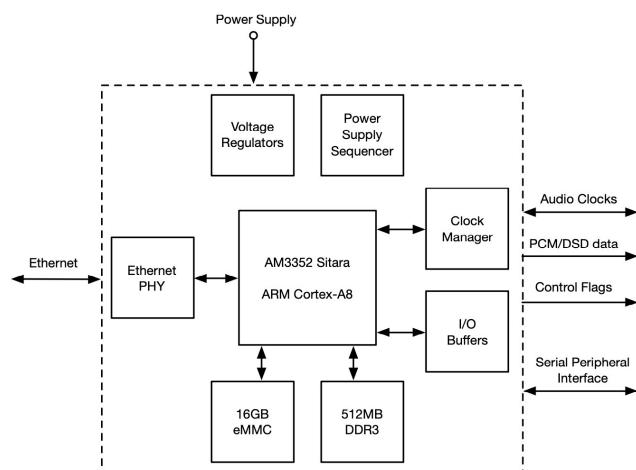 Power Supply
Voltage
Regulators
Power
Supply
Sequencer
Clock
Manager
Audio Clocks
PCM/DSD data
Ethernet
Ethernet
PHY
AM3352 Sitara
ARM Cortex-A8
Control Flags
I/O
Buffers
Serial Peripheral
Interface
16GB
eMMC
512MB
DDR3